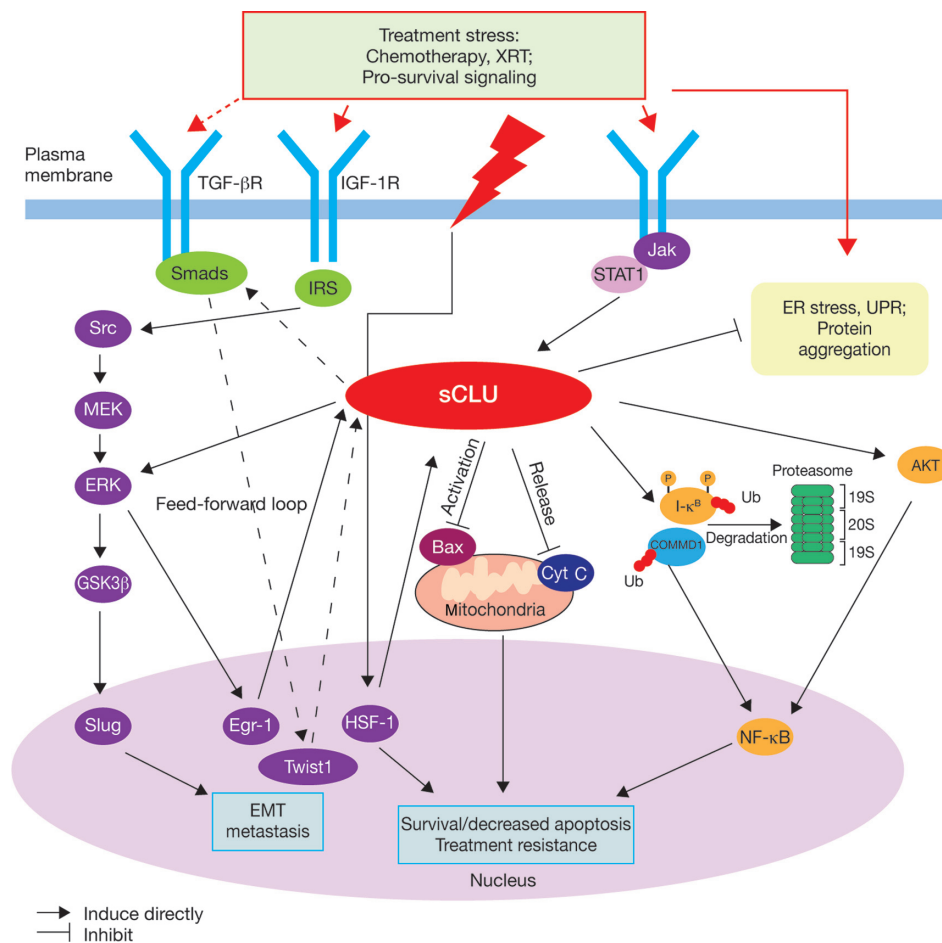 Treatment stress:
Chemotherapy, XRT;
Pro-survival signaling
Plasma
membrane
TGF-βR
IGF-1R
Jak
STAT1
Smads
IRS
ER stress, UPR;
Protein
aggregation
Src
sCLU
MEK
ERK
Feed-forward loop
Activation
Release
AKT
Proteasome
P
P
I-κᴮ
Ub
19S
20S
19S
Degradation
COMMD1
Ub
Bax
Cyt C
Mitochondria
GSK3β
Slug
Egr-1
HSF-1
NF-κB
Twist1
EMT
metastasis
Survival/decreased apoptosis
Treatment resistance
Nucleus
Induce directly
Inhibit